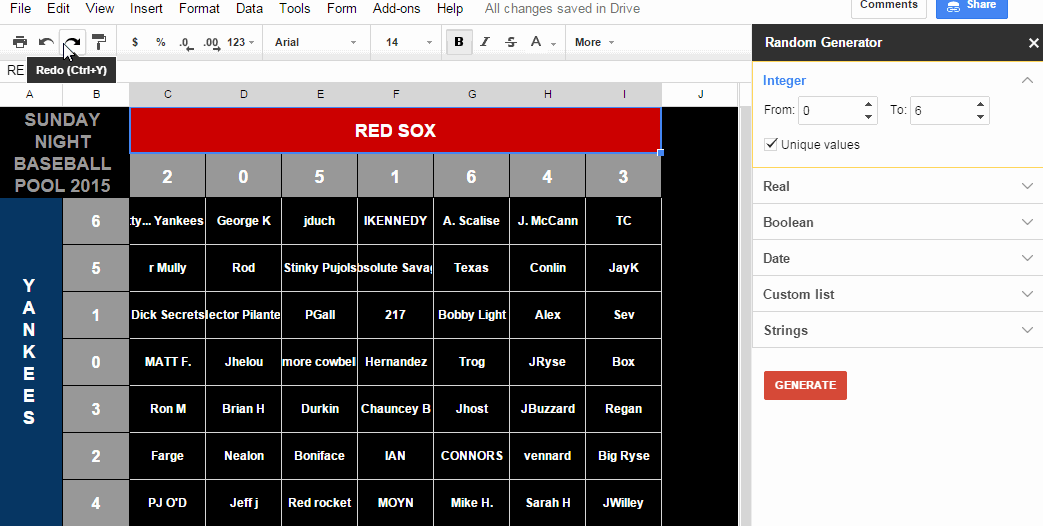 File Edit View Insert Format Data Tools Form Add-ons Help All changes saved in Drive Comments Share
$ % .0 .00 123 Arial 14 B I S A More
Redo (Ctrl+Y)
RE
Random Generator
A B C D E F G H I J
SUNDAY
NIGHT
BASEBALL
POOL 2015
RED SOX
2 0 5 1 6 4 3
YANKEES
6 ty... Yankees George K jduch IKENNEDY A. Scalise J. McCann TC
5 r Mully Rod Stinky Pujols bsolute Savag Texas Conlin JayK
1 Dick Secrets lector Pilante PGall 217 Bobby Light Alex Sev
0 MATT F. Jhelou more cowbel Hernandez Trog JRyse Box
3 Ron M Brian H Durkin Chauncey B Jhost JBuzzard Regan
2 Farge Nealon Boniface IAN CONNORS vennard Big Ryse
4 PJ O'D Jeff j Red rocket MOYN Mike H. Sarah H JWilley
Integer
From: 0 To: 6
Unique values
Real
Boolean
Date
Custom list
Strings
GENERATE